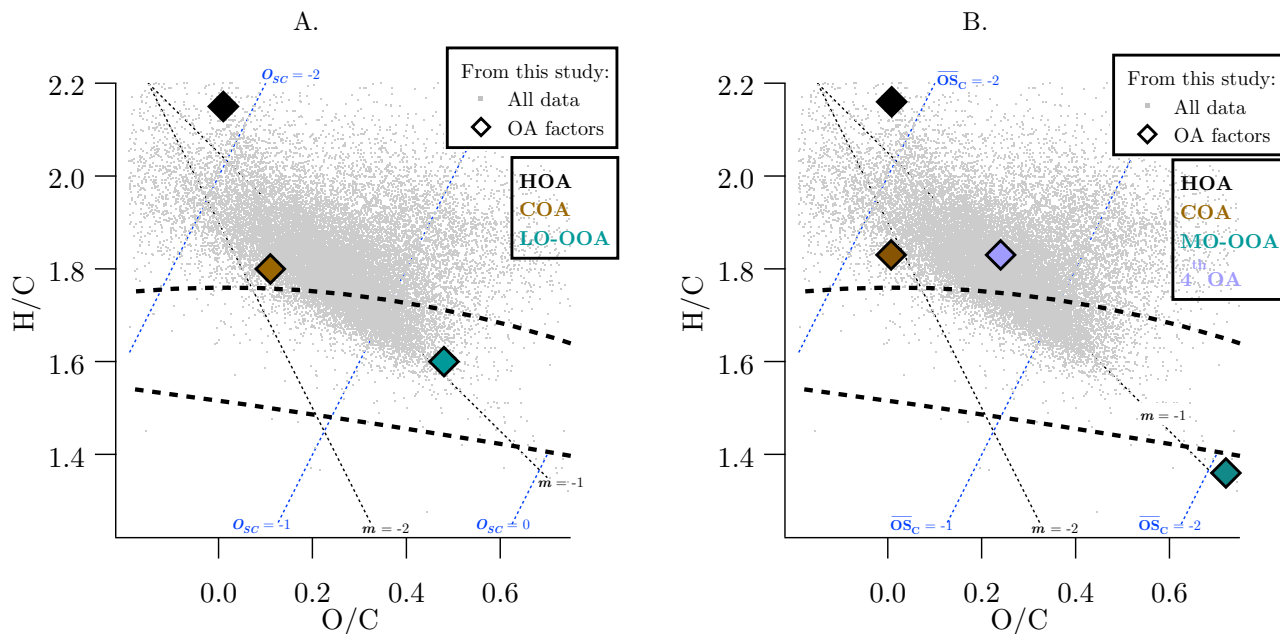 A.
From this study:
All data
OA factors
HOA
COA
LO-OOA
O_SC = -2
O_SC = -1
O_SC = 0
m = -2
m = -1
H/C
2.2
2.0
1.8
1.6
1.4
0.0 0.2 0.4 0.6
O/C
B.
From this study:
All data
OA factors
HOA
COA
MO-OOA
4th OA
OS_C = -2
OS_C = -1
OS_C = -2
m = -1
m = -2
H/C
2.2
2.0
1.8
1.6
1.4
0.0 0.2 0.4 0.6
O/C